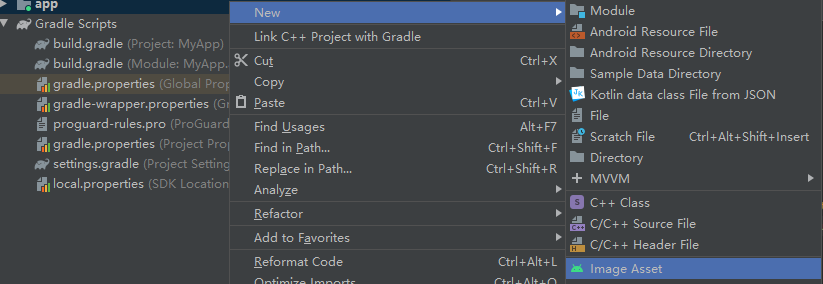 app
Gradle Scripts
build.gradle (Project: MyApp)
build.gradle (Module: MyApp.
gradle.properties (Global Prop
gradle-wrapper.properties (Gr
proguard-rules.pro (ProGuard
gradle.properties (Project Prop
settings.gradle (Project Setting
local.properties (SDK Location
New
Link C++ Project with Gradle
Cut Ctrl+X
Copy
Paste Ctrl+V
Find Usages Alt+F7
Find in Path... Ctrl+Shift+F
Replace in Path... Ctrl+Shift+R
Analyze
Refactor
Add to Favorites
Reformat Code Ctrl+Alt+L
Optimize Imports Ctrl+Alt+O
Module
Android Resource File
Android Resource Directory
Sample Data Directory
Kotlin data class File from JSON
File
Scratch File Ctrl+Alt+Shift+Insert
Directory
MVVM
C++ Class
C/C++ Source File
C/C++ Header File
Image Asset